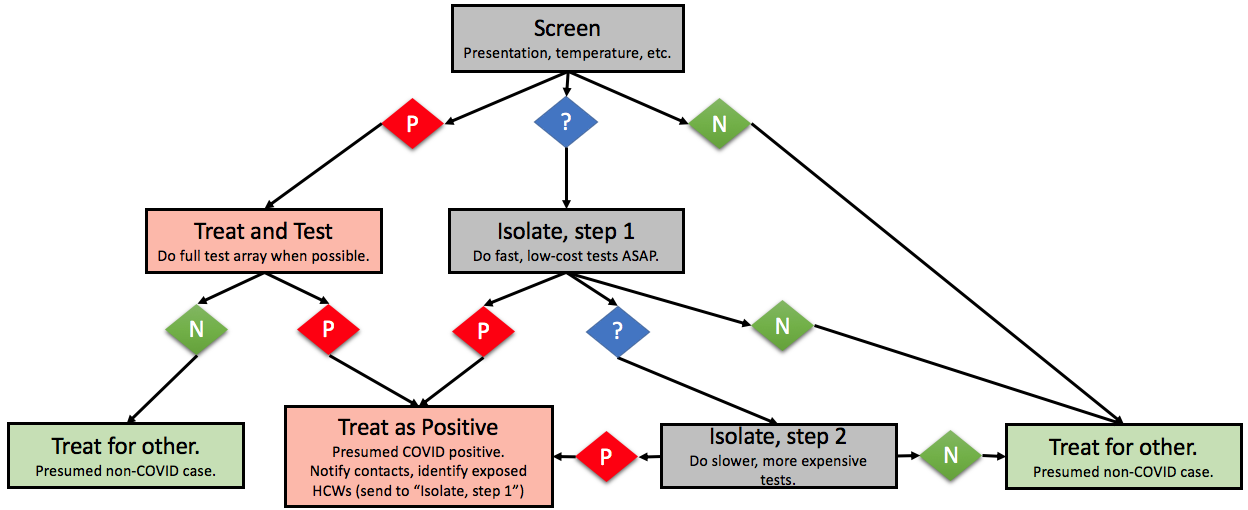 Screen
Presentation, temperature, etc.
P
?
N
Treat and Test
Do full test array when possible.
Isolate, step 1
Do fast, low-cost tests ASAP.
N
P
P
?
N
Treat for other.
Presumed non-COVID case.
Treat as Positive
Presumed COVID positive.
Notify contacts, identify exposed
HCWs (send to “Isolate, step 1”)
P
Isolate, step 2
Do slower, more expensive
tests.
N
Treat for other.
Presumed non-COVID case.